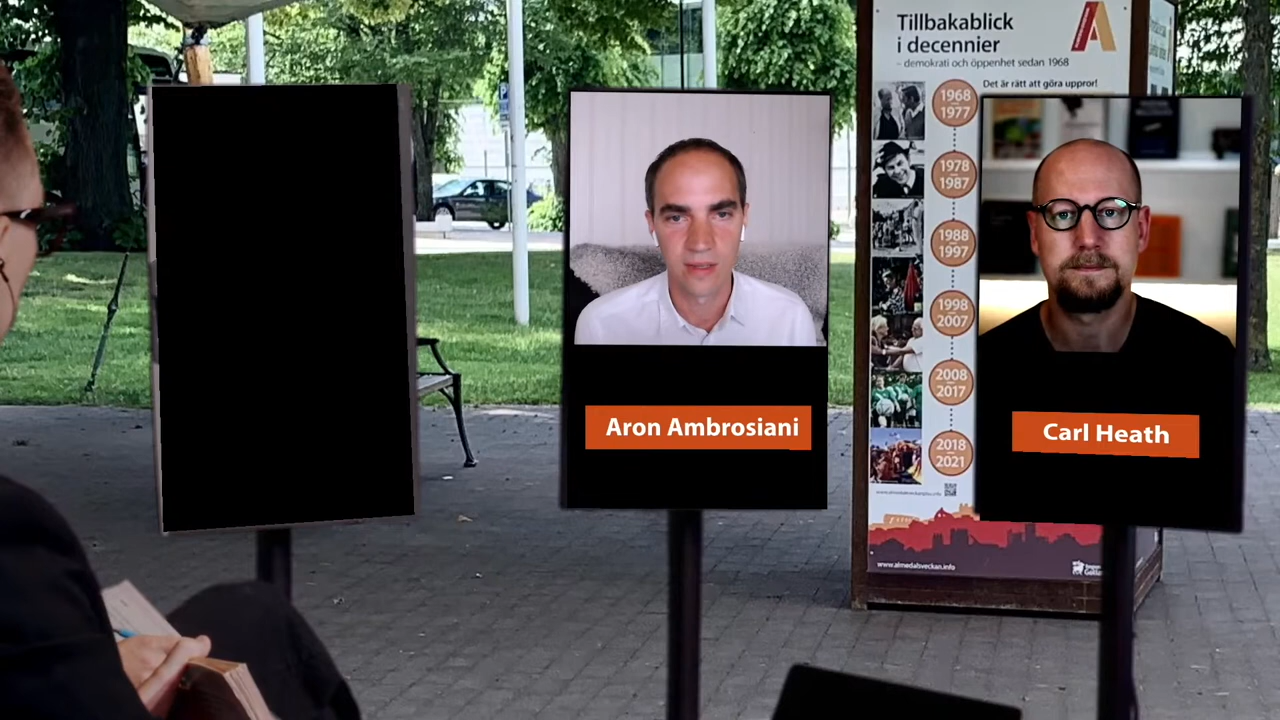 Tillbakablick
i decennier
– demokrati och öppenhet sedan 1968
Det är rätt att göra uppror!
1968
1977
1978
1987
1988
1997
1998
2007
2008
2017
2018
2021
www.almedalsveckan.info
Aron Ambrosiani
Carl Heath